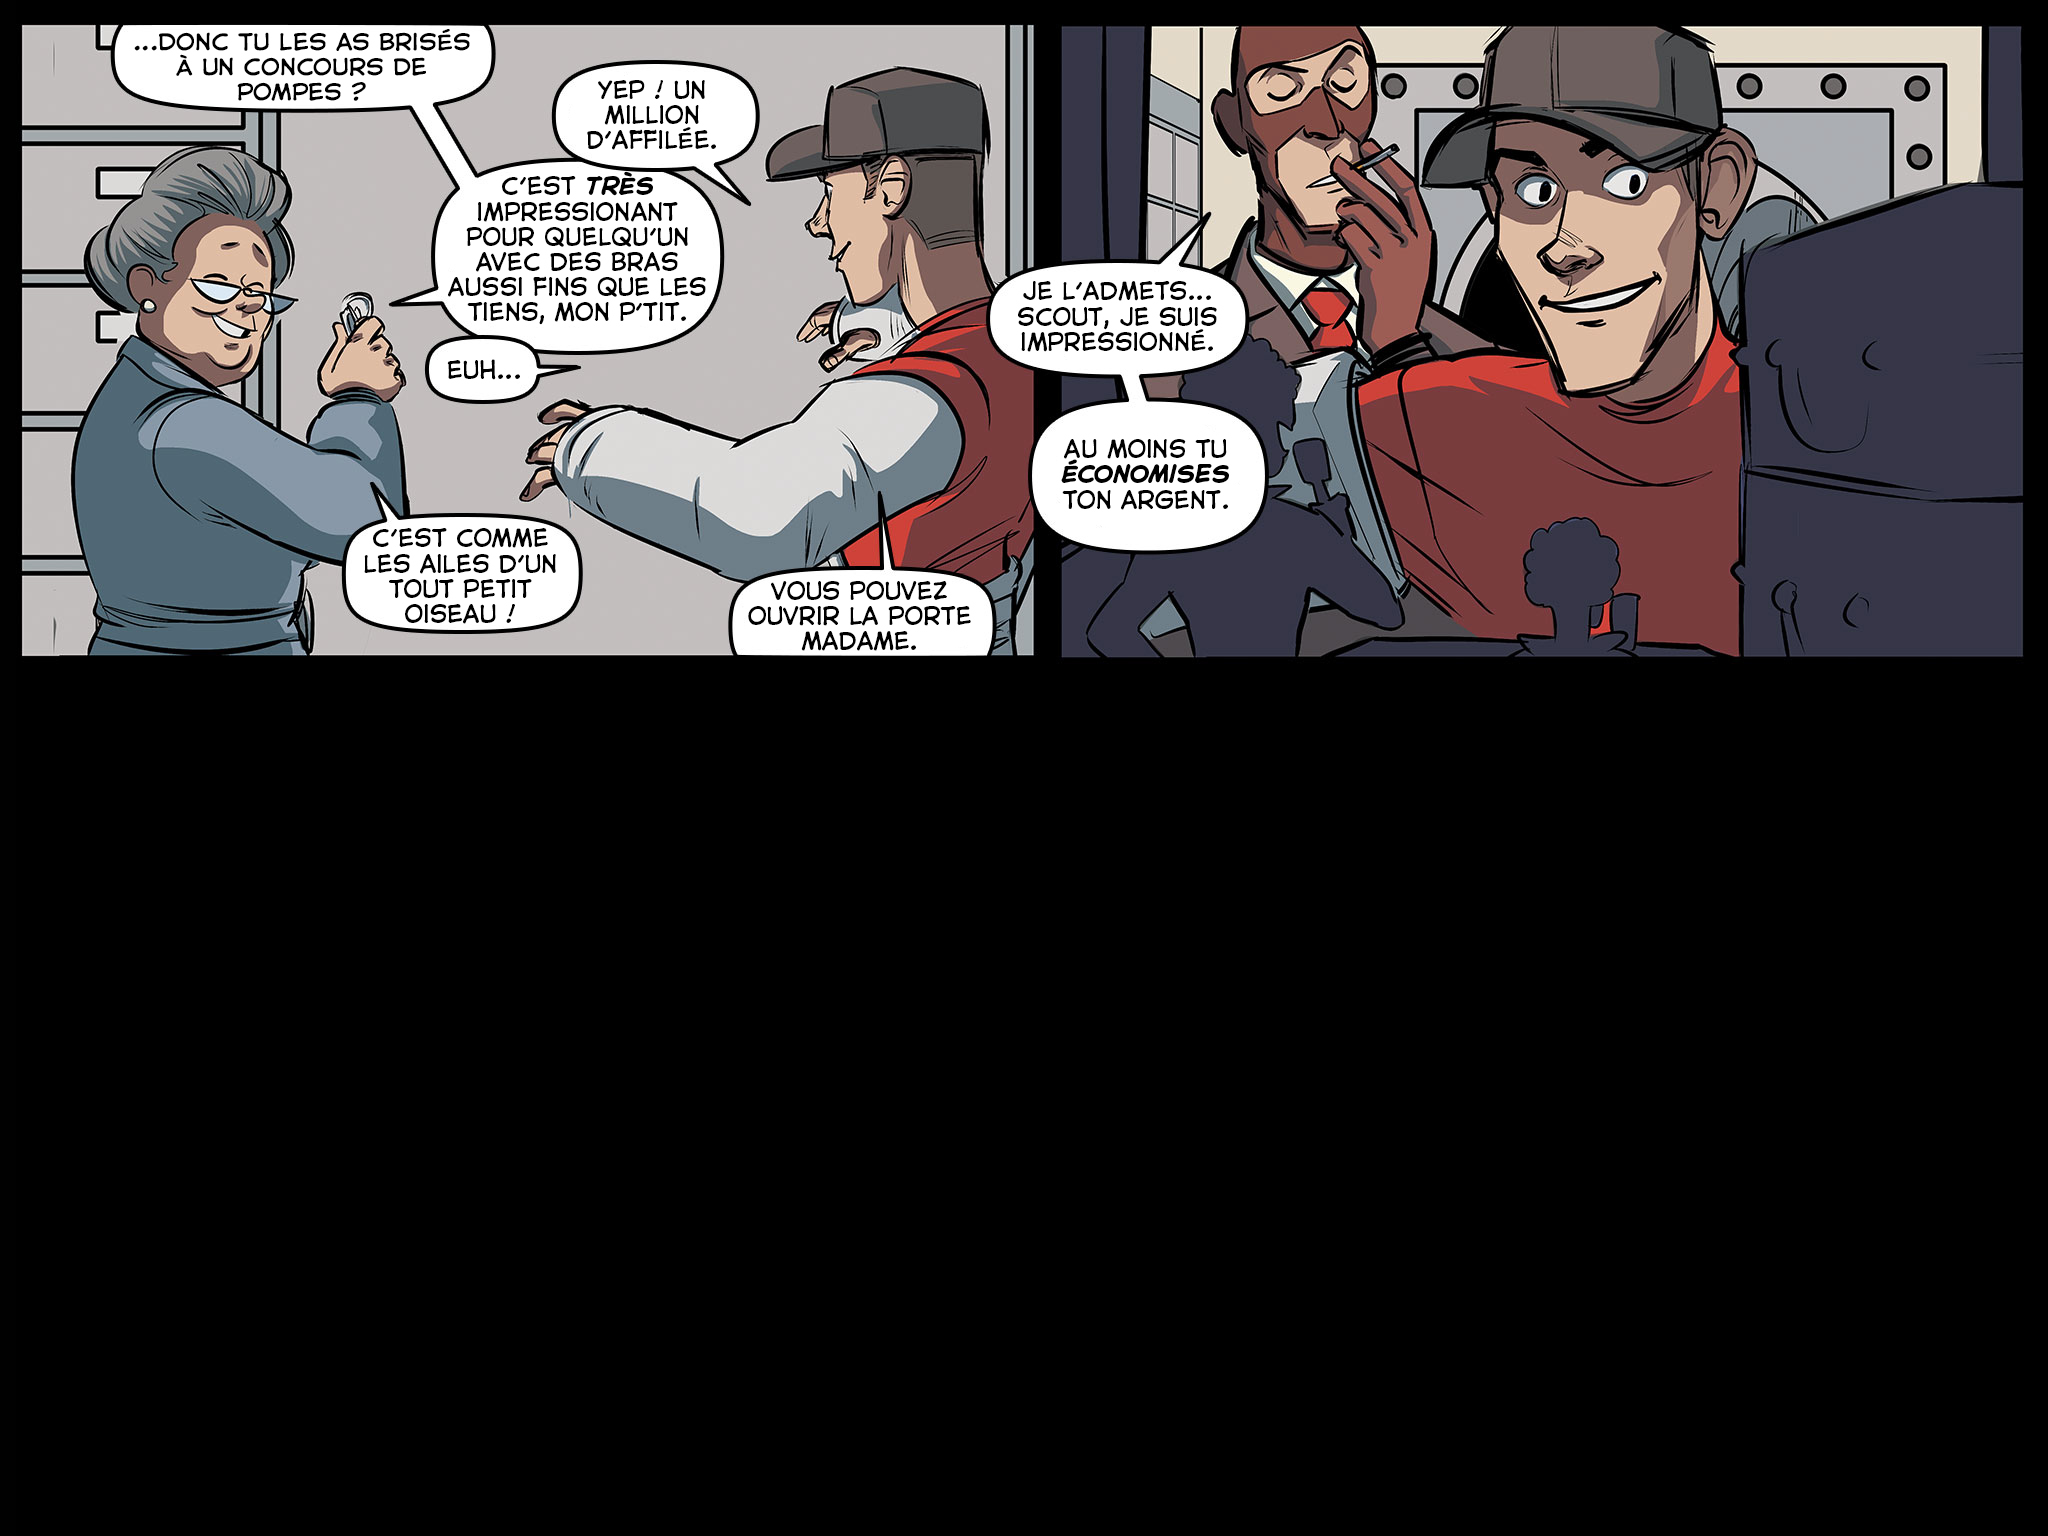 ...DONC TU LES AS BRISÉS
À UN CONCOURS DE
POMPES ?
YEP ! UN
MILLION
D'AFFILÉE.
C'EST TRÈS
IMPRESSIONANT
POUR QUELQU'UN
AVEC DES BRAS
AUSSI FINS QUE LES
TIENS, MON P'TIT.
EUH...
C'EST COMME
LES AILES D'UN
TOUT PETIT
OISEAU !
VOUS POUVEZ
OUVRIR LA PORTE
MADAME.
JE L'ADMETS...
SCOUT, JE SUIS
IMPRESSIONNÉ.
AU MOINS TU
ÉCONOMISES
TON ARGENT.